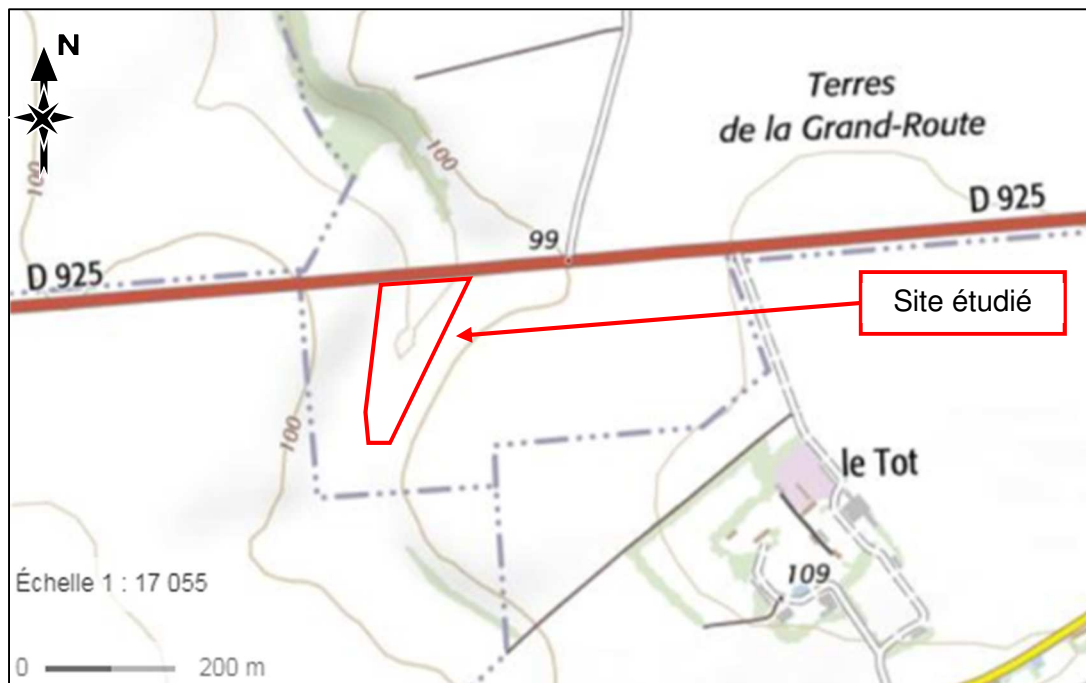 N
Terres
de la Grand-Route
100
100
D 925
99
D 925
Site étudié
100
le Tot
109
Échelle 1 : 17 055
0 200 m